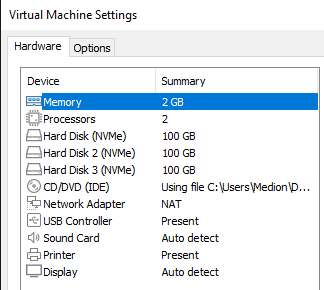 Virtual Machine Settings
Hardware Options
Device Summary
Memory 2 GB
Processors 2
Hard Disk (NVMe) 100 GB
Hard Disk 2 (NVMe) 100 GB
Hard Disk 3 (NVMe) 100 GB
CD/DVD (IDE) Using file C:\Users\Medion\D...
Network Adapter NAT
USB Controller Present
Sound Card Auto detect
Printer Present
Display Auto detect